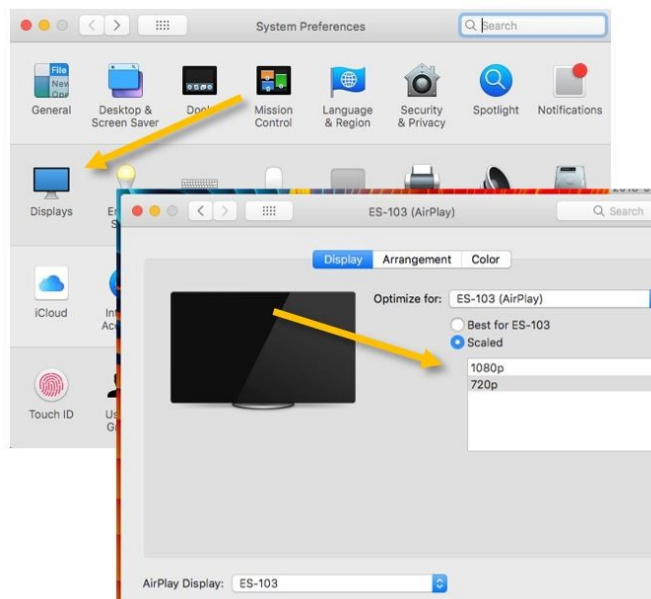 System Preferences
Search
File
New
General
Desktop &
Screen Saver
Dock
Mission
Control
Language
& Region
Security
& Privacy
Spotlight
Notifications
Displays
iCloud
Touch ID
ES-103 (AirPlay)
Search
Display
Arrangement
Color
Optimize for:
ES-103 (AirPlay)
Best for ES-103
Scaled
1080p
720p
AirPlay Display:
ES-103